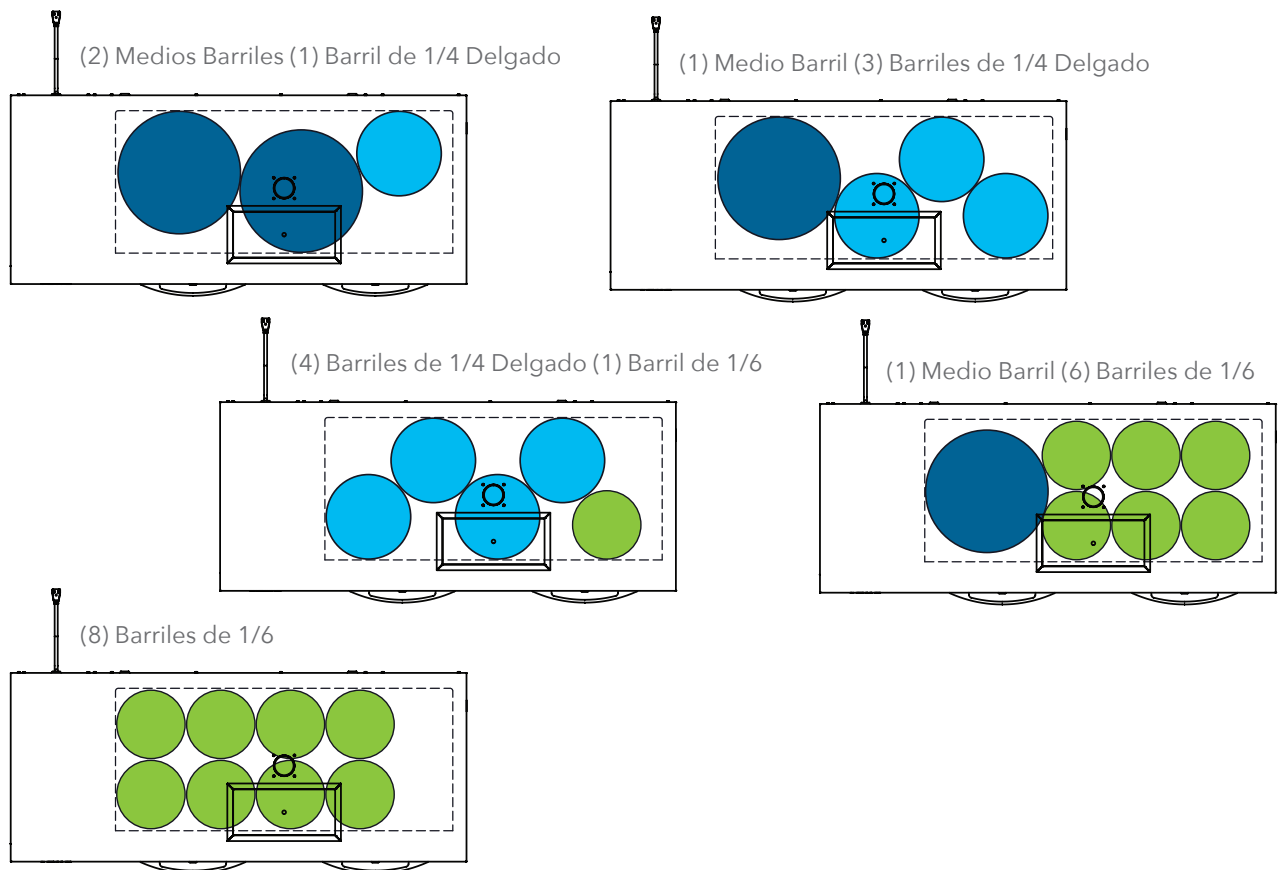 (2) Medios Barriles (1) Barril de 1/4 Delgado
(1) Medio Barril (3) Barriles de 1/4 Delgado
(4) Barriles de 1/4 Delgado (1) Barril de 1/6
(1) Medio Barril (6) Barriles de 1/6
(8) Barriles de 1/6